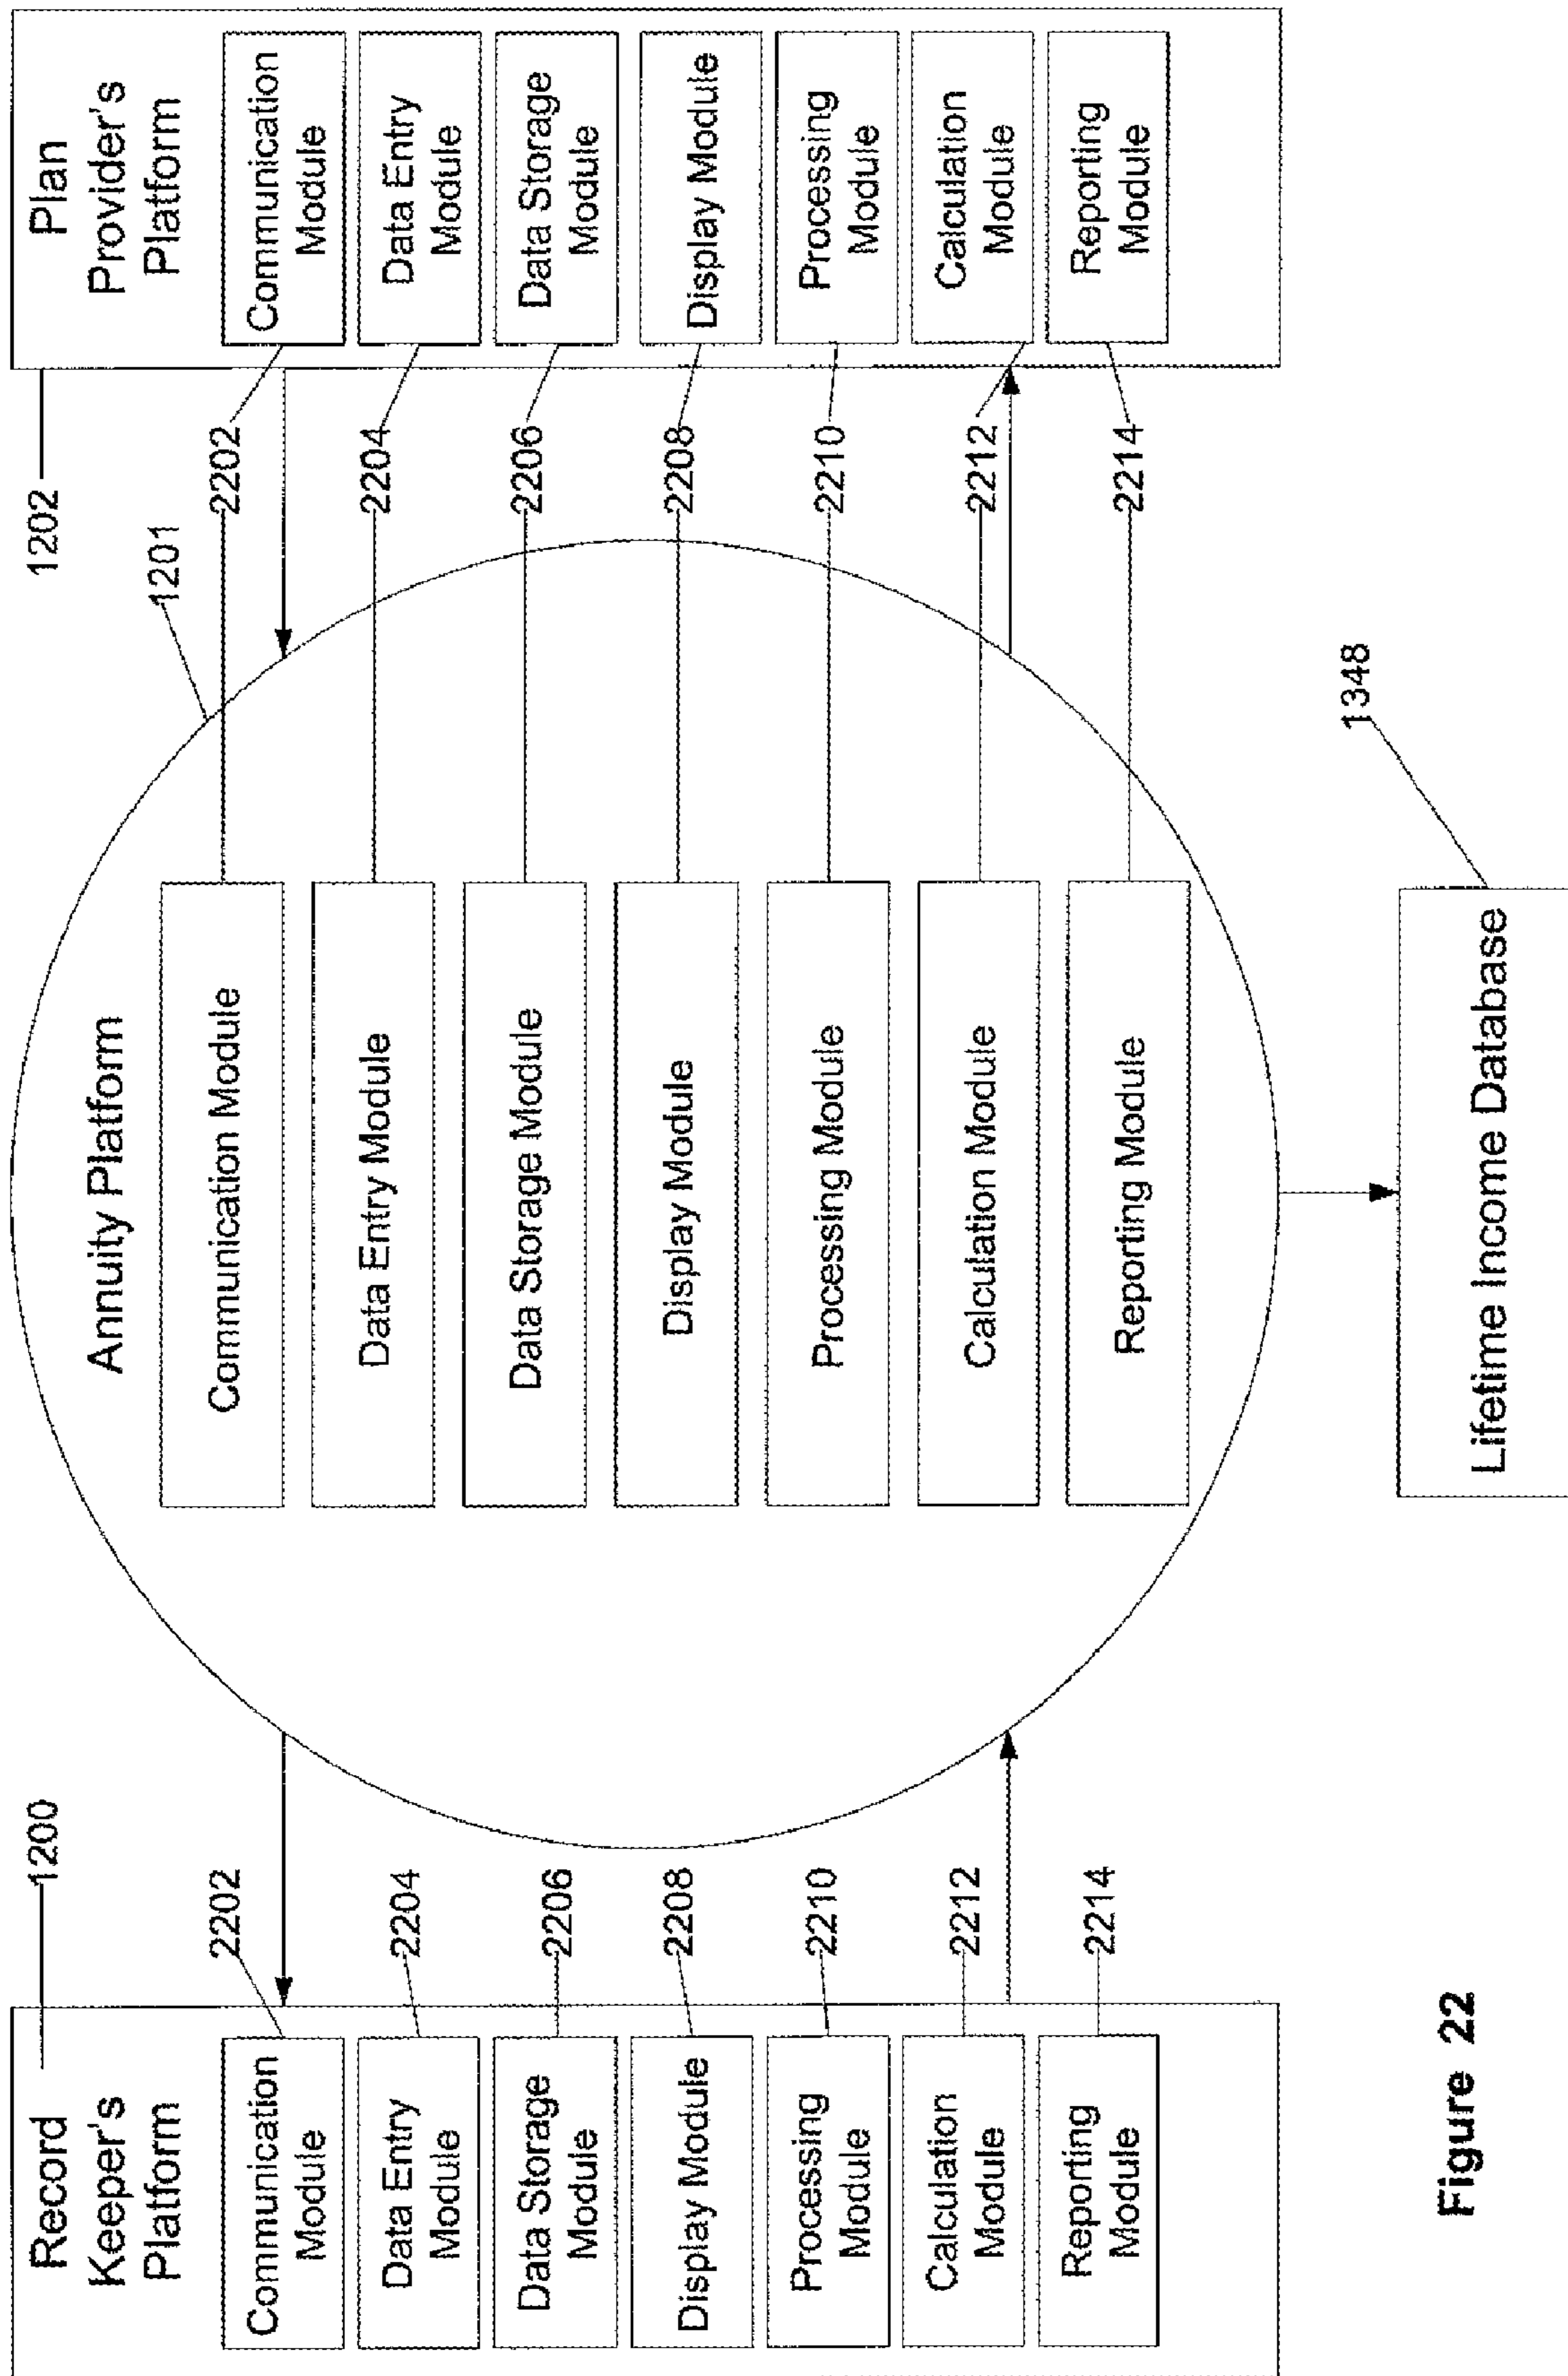 Record
Keeper's
Platform
1200
Communication
Module
2202
Data Entry
Module
2204
Data Storage
Module
2206
Display Module
2208
Processing
Module
2210
Calculation
Module
2212
Reporting
Module
2214
Annuity Platform
1201
Communication Module
2202
Data Entry Module
2204
Data Storage Module
2206
Display Module
2208
Processing Module
2210
Calculation Module
2212
Reporting Module
2214
Plan
Provider's
Platform
1202
Communication
Module
Data Entry
Module
Data Storage
Module
Display Module
Processing
Module
Calculation
Module
Reporting
Module
Lifetime Income Database
1348
Figure 22